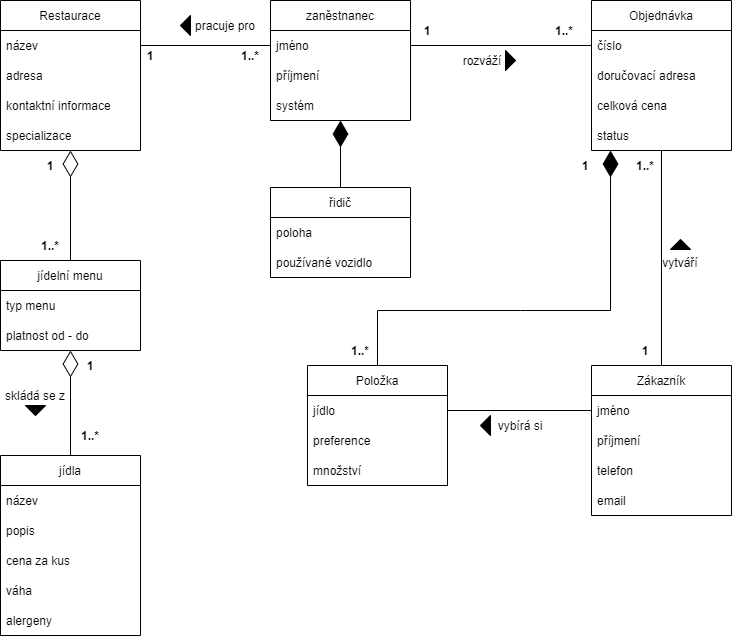 Restaurace
název
adresa
kontaktní informace
specializace
pracuje pro
1
1..*
zaněstnanec
jméno
příjmení
systém
1
1..*
rozváží
Objednávka
číslo
doručovací adresa
celková cena
status
1
1..*
řidič
poloha
používané vozidlo
1
1..*
vytváří
1
jídelní menu
typ menu
platnost od - do
1
skládá se z
1..*
jídla
název
popis
cena za kus
váha
alergeny
1..*
Položka
jídlo
preference
množství
vybírá si
Zákazník
jméno
příjmení
telefon
email